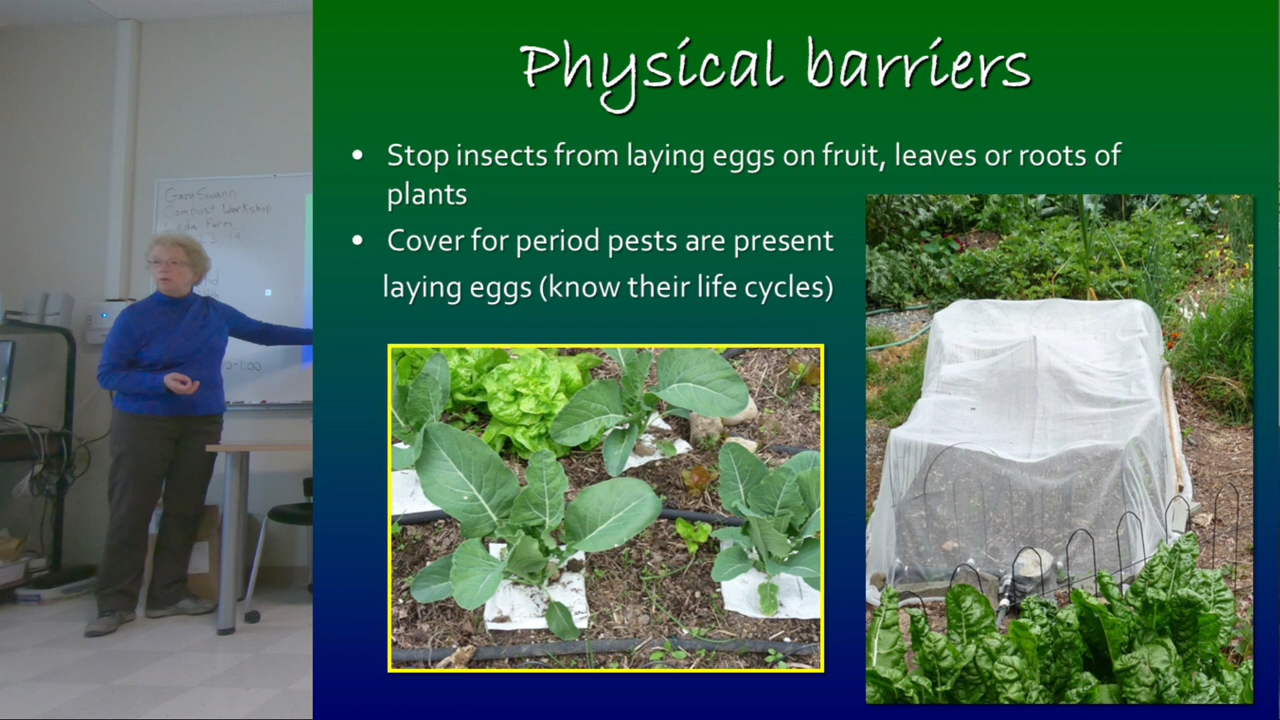 Physical barriers
• Stop insects from laying eggs on fruit, leaves or roots of
plants
• Cover for period pests are present
laying eggs (know their life cycles)
Compost Workshop
Farm